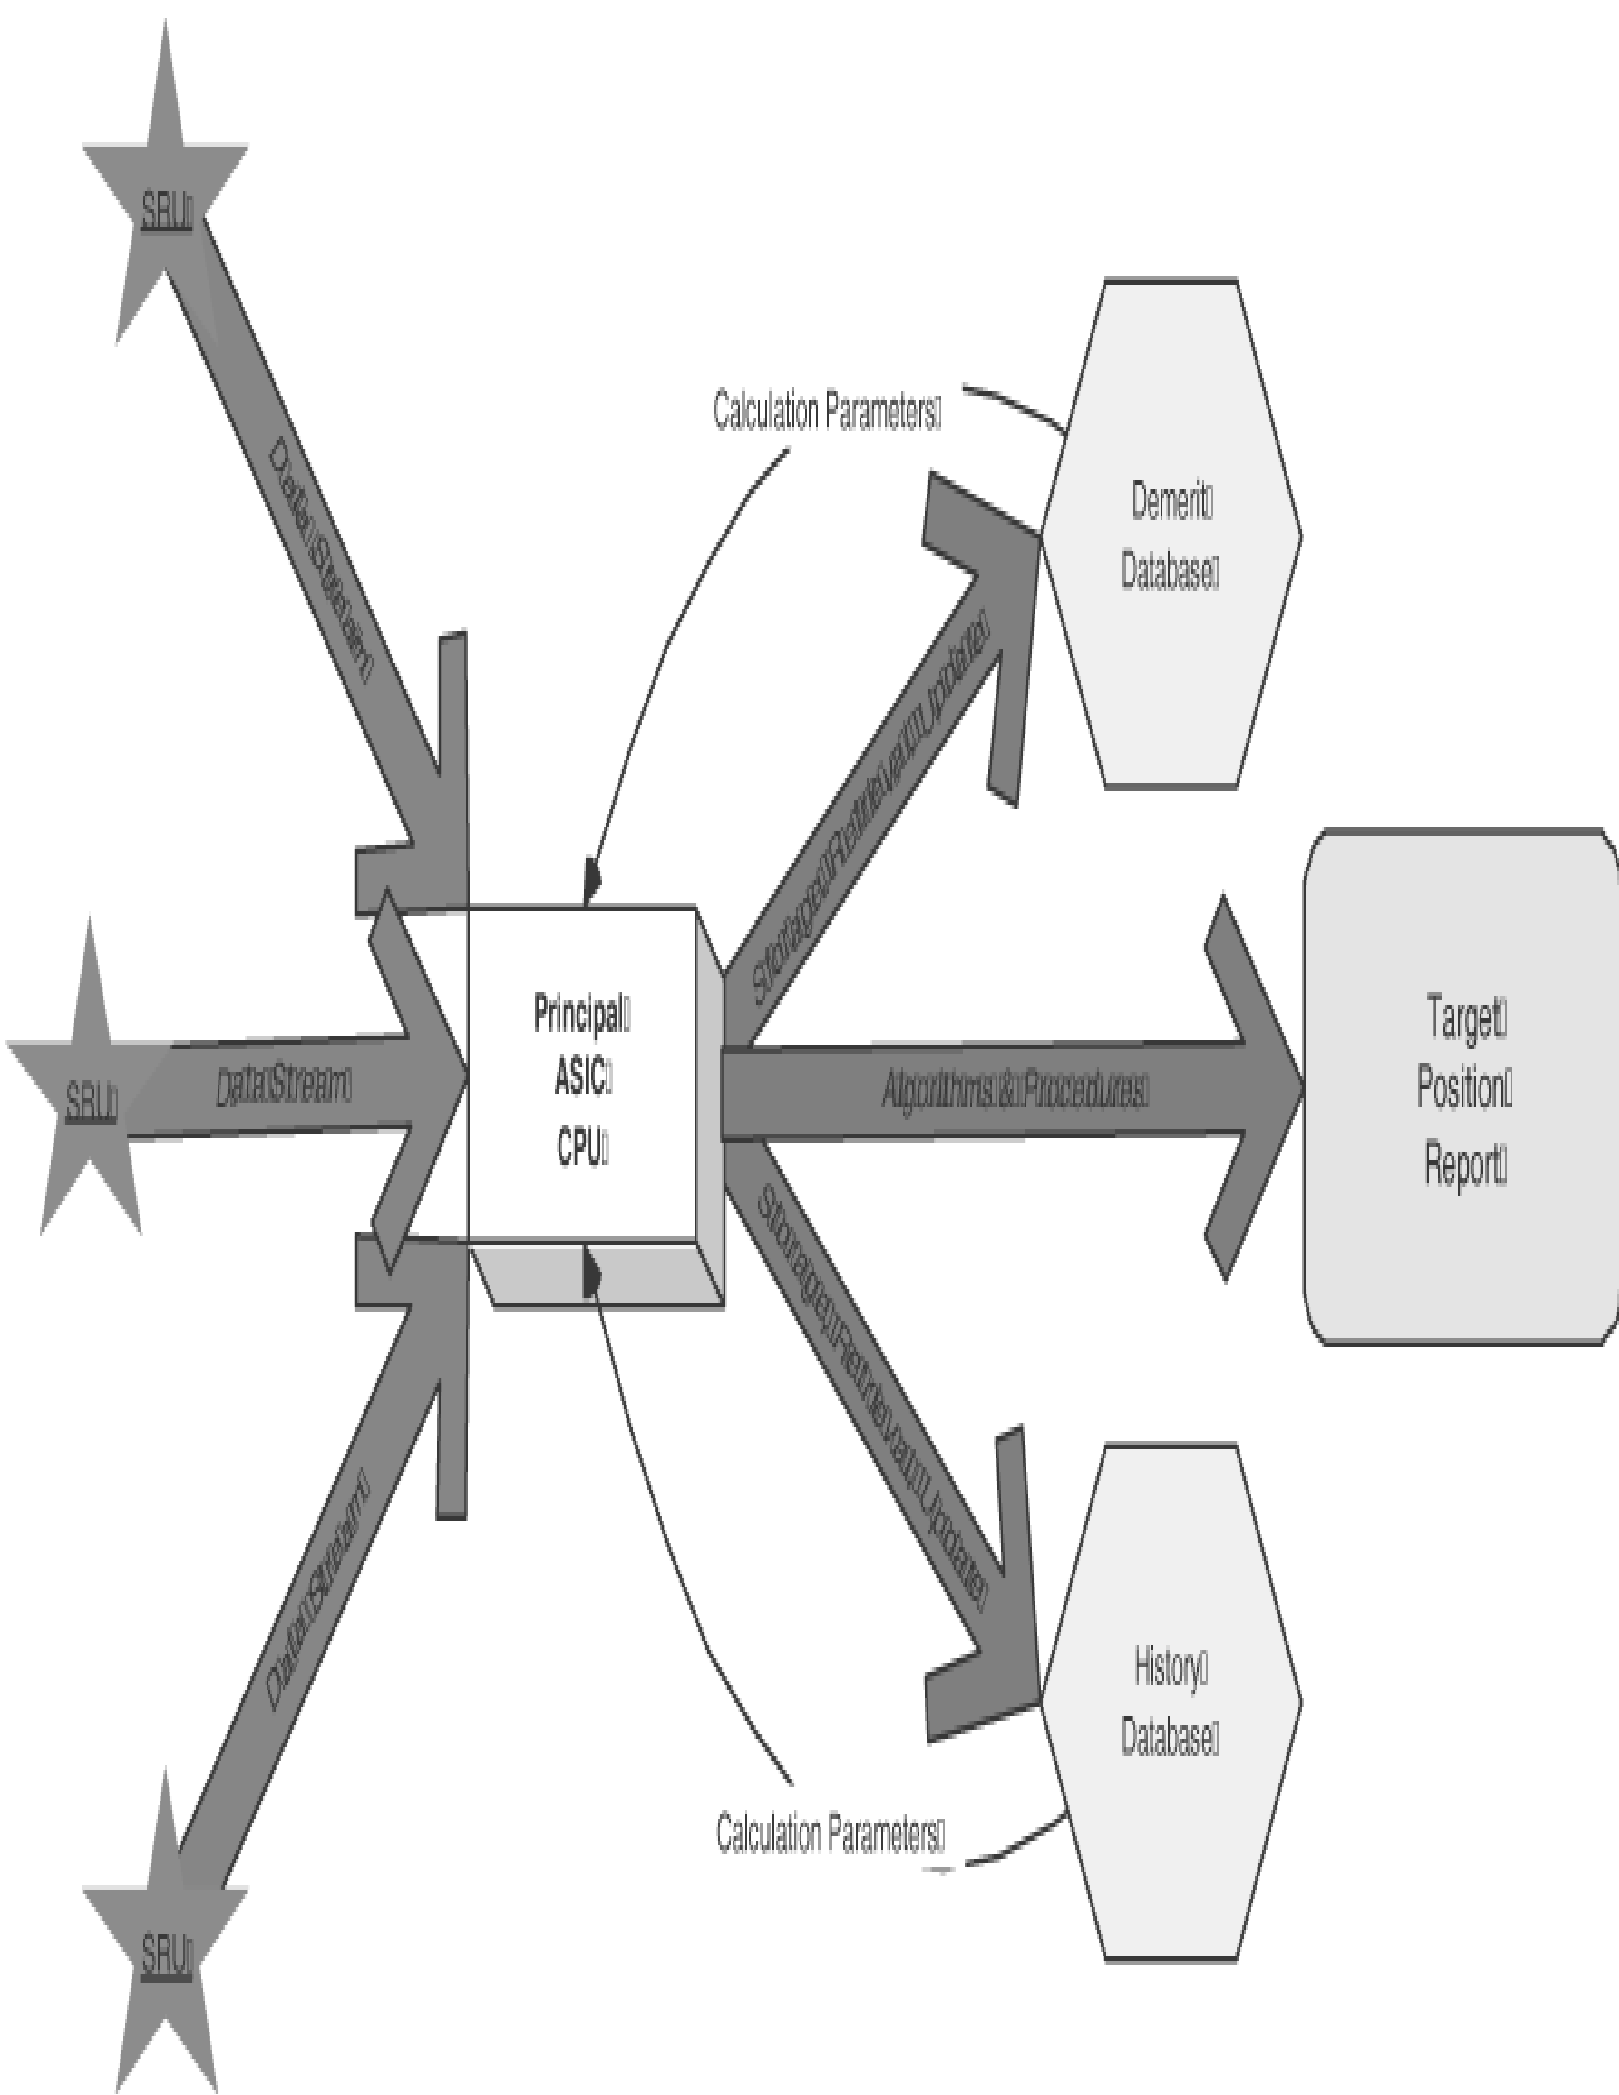 SRU
Data Stream
Calculation Parameters
Demerit
Database
Storage, Retrieval, Update
SRU
Data Stream
Principal
ASIC
CPU
Algorithms & Procedures
Target
Position
Report
Storage, Retrieval, Update
Data Stream
History
Database
Calculation Parameters
SRU